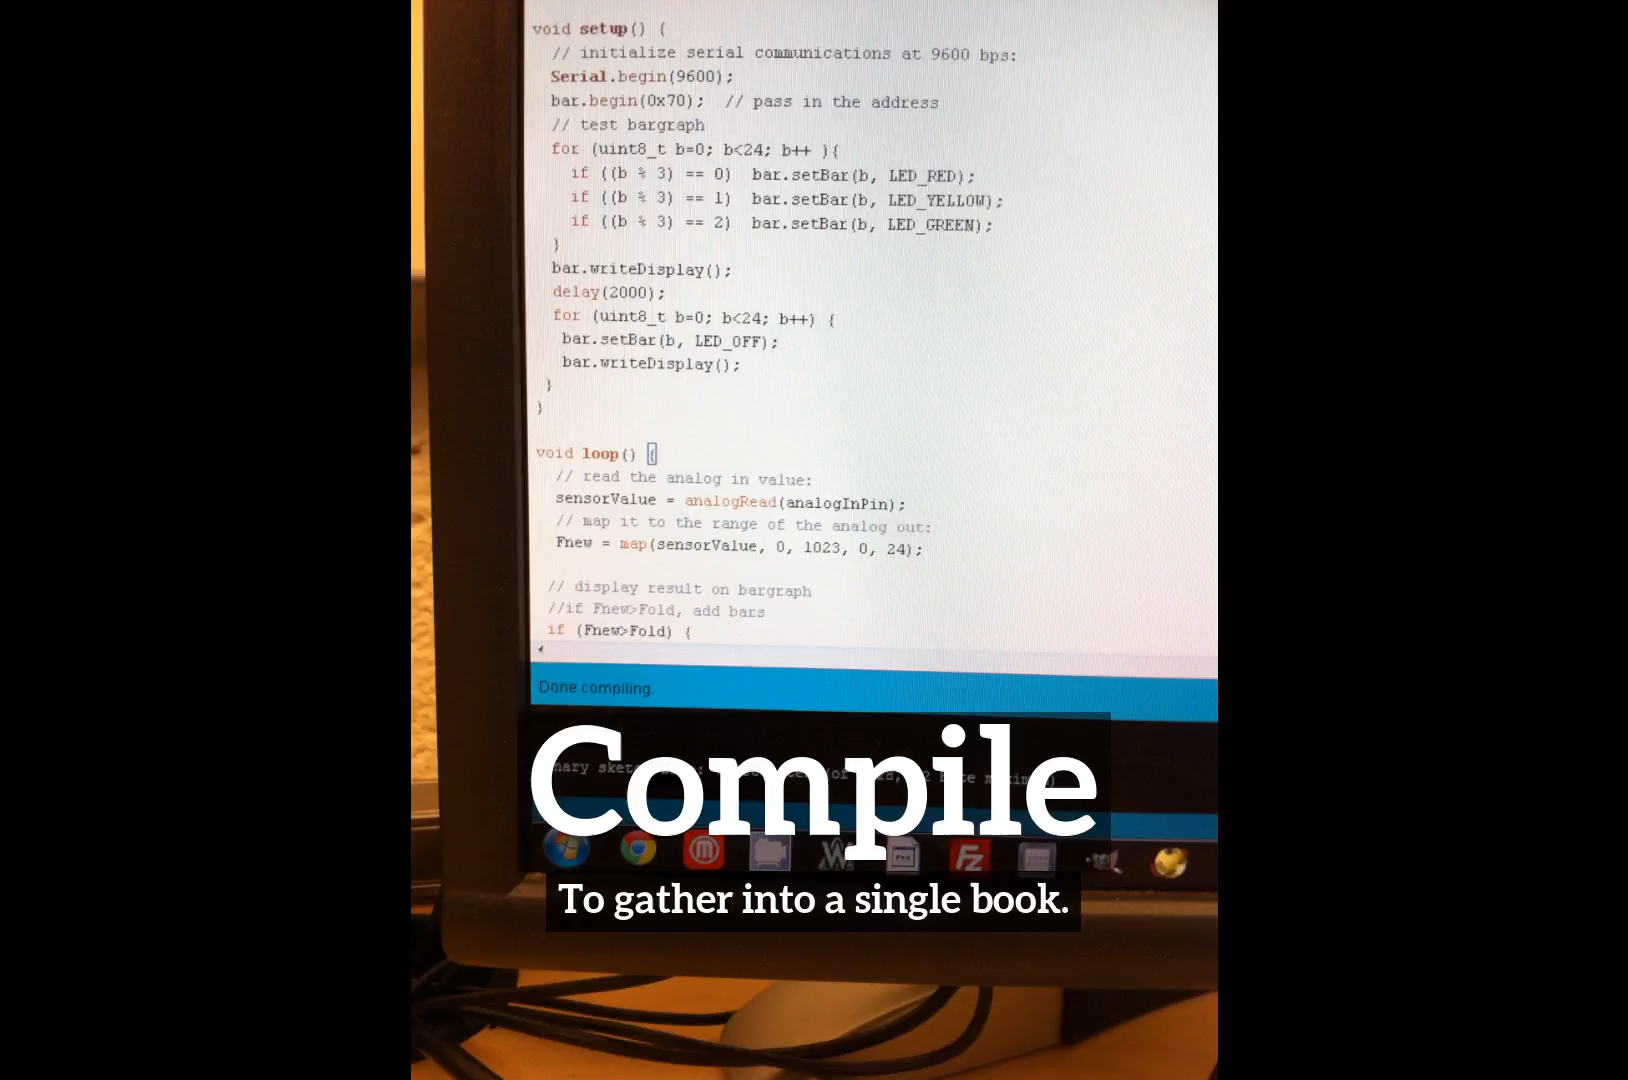 void setup() {
// initialize serial communications at 9600 bps:
Serial.begin(9600);
bar.begin(0x70);  // pass in the address
// test bargraph
for (uint8_t b=0; b<24; b++ ){
if ((b % 3) == 0)  bar.setBar(b, LED_RED);
if ((b % 3) == 1)  bar.setBar(b, LED_YELLOW);
if ((b % 3) == 2)  bar.setBar(b, LED_GREEN);
}
bar.writeDisplay();
delay(2000);
for (uint8_t b=0; b<24; b++) {
bar.setBar(b, LED_OFF);
bar.writeDisplay();
}
}
void loop() {
// read the analog in value:
sensorValue = analogRead(analogInPin);
// map it to the range of the analog out:
Fnew = map(sensorValue, 0, 1023, 0, 24);
// display result on bargraph
//if Fnew>Fold, add bars
if (Fnew>Fold) {
Done compiling.
Compile
To gather into a single book.